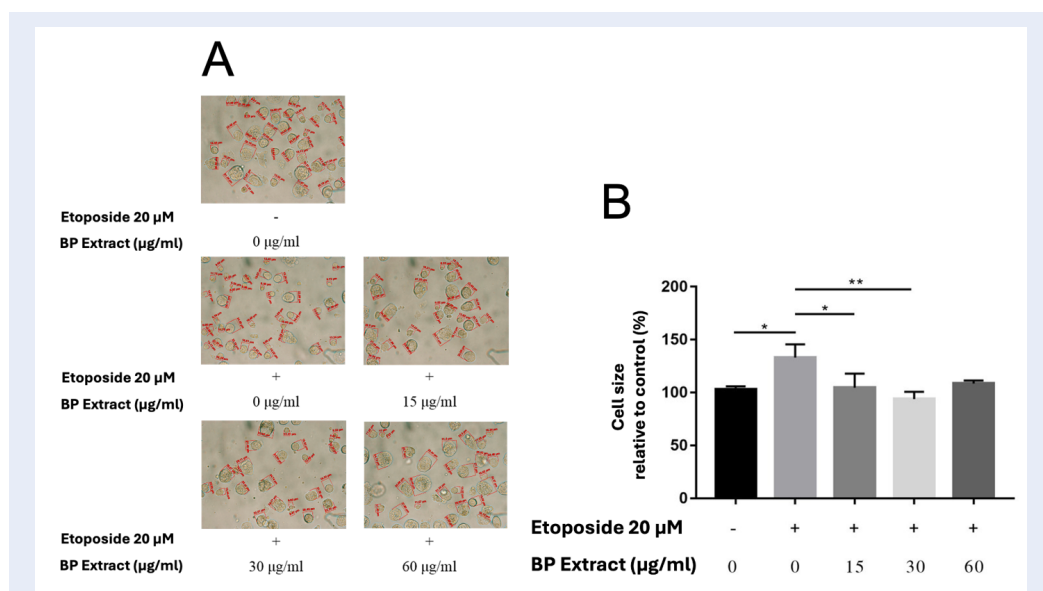 A
Etoposide 20 µM -
BP Extract (µg/ml) 0 µg/ml
Etoposide 20 µM + +
BP Extract (µg/ml) 0 µg/ml 15 µg/ml
Etoposide 20 µM + +
BP Extract (µg/ml) 30 µg/ml 60 µg/ml
B
Cell size
relative to control (%)
200
150
100
50
0
**
*
*
Etoposide 20 µM - + + + +
BP Extract (µg/ml) 0 0 15 30 60